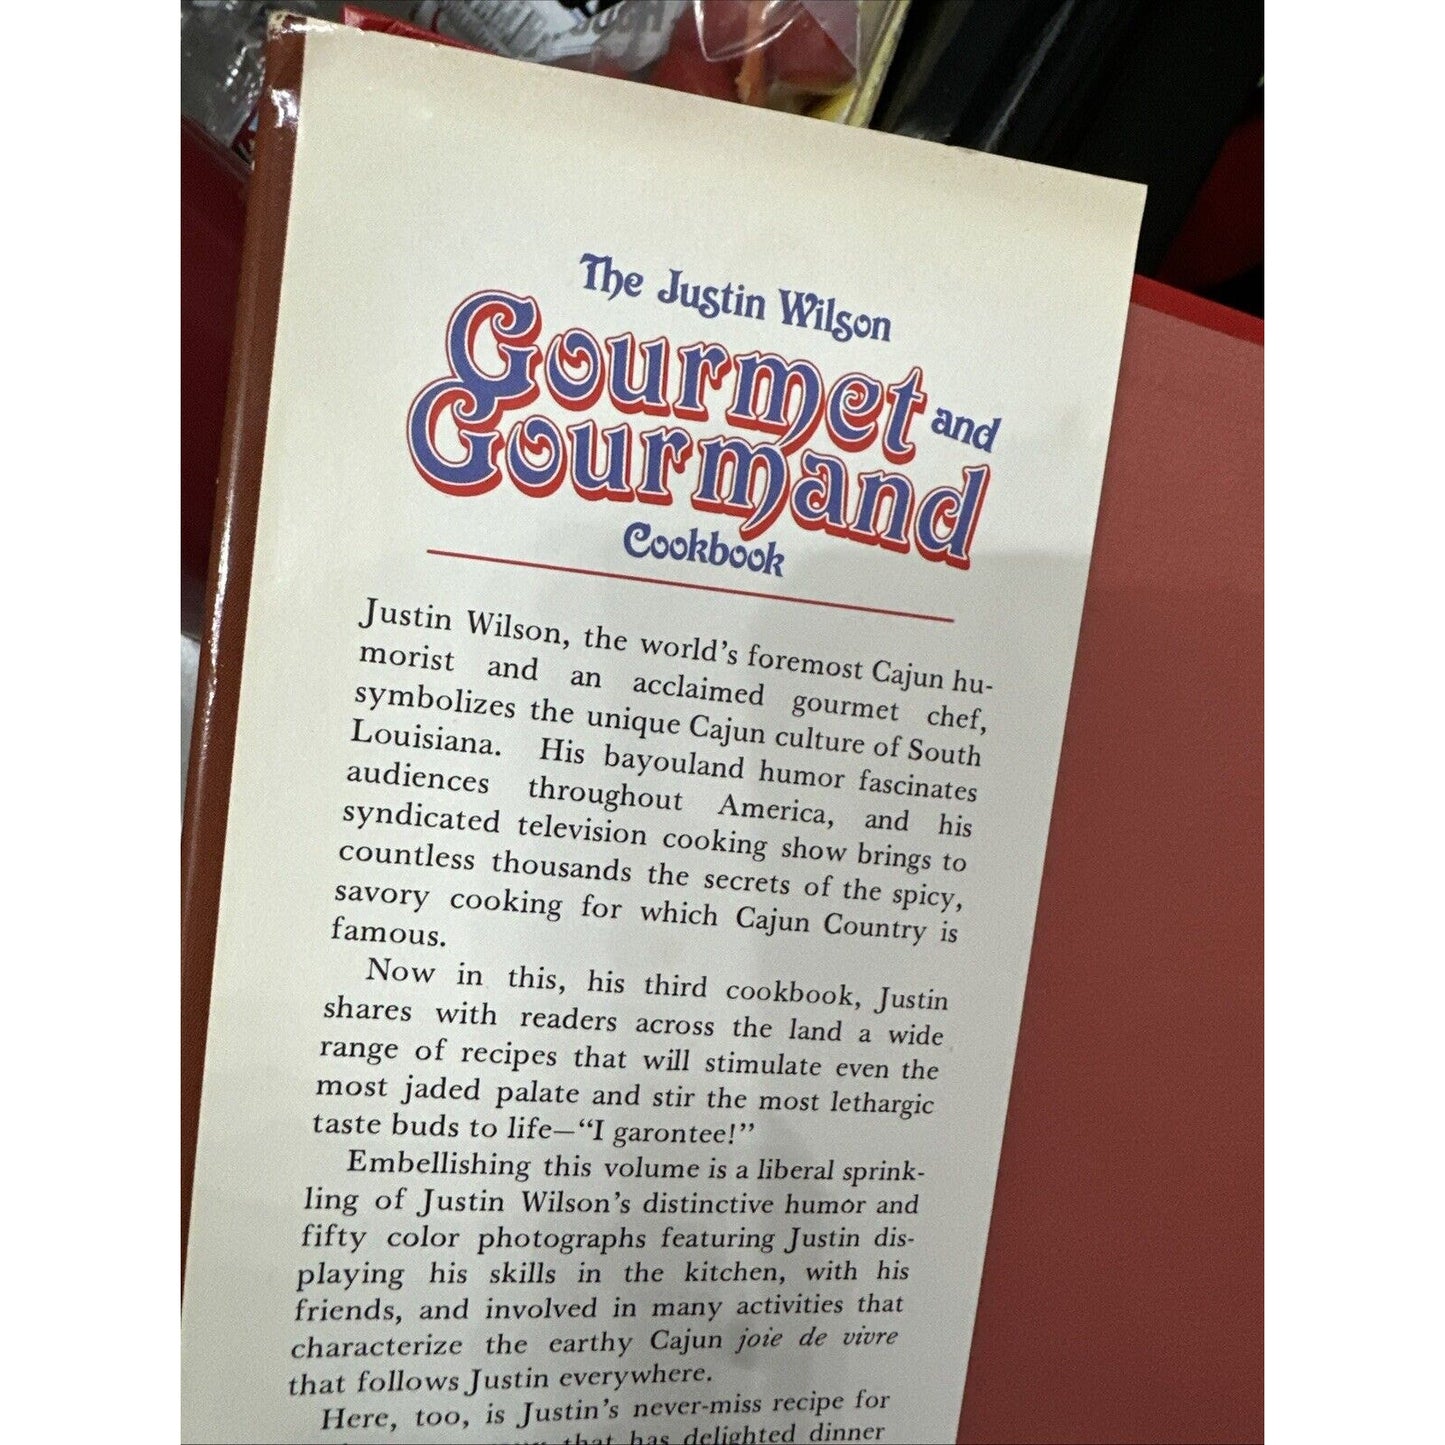 The Justin Wilson
Gourmet and
Gourmand
Cookbook
Justin Wilson, the world's foremost Cajun hu-
morist and an acclaimed gourmet chef,
symbolizes the unique Cajun culture of South
Louisiana. His bayouland humor fascinates
audiences throughout America, and his
syndicated television cooking show brings to
countless thousands the secrets of the spicy,
savory cooking for which Cajun Country is
famous.
Now in this, his third cookbook, Justin
shares with readers across the land a wide
range of recipes that will stimulate even the
most jaded palate and stir the most lethargic
taste buds to life—“I garontee!”
Embellishing this volume is a liberal sprink-
ling of Justin Wilson's distinctive humor and
fifty color photographs featuring Justin dis-
playing his skills in the kitchen, with his
friends, and involved in many activities that
characterize the earthy Cajun joie de vivre
that follows Justin everywhere.
Here, too, is Justin's never-miss recipe for
that has delighted dinner